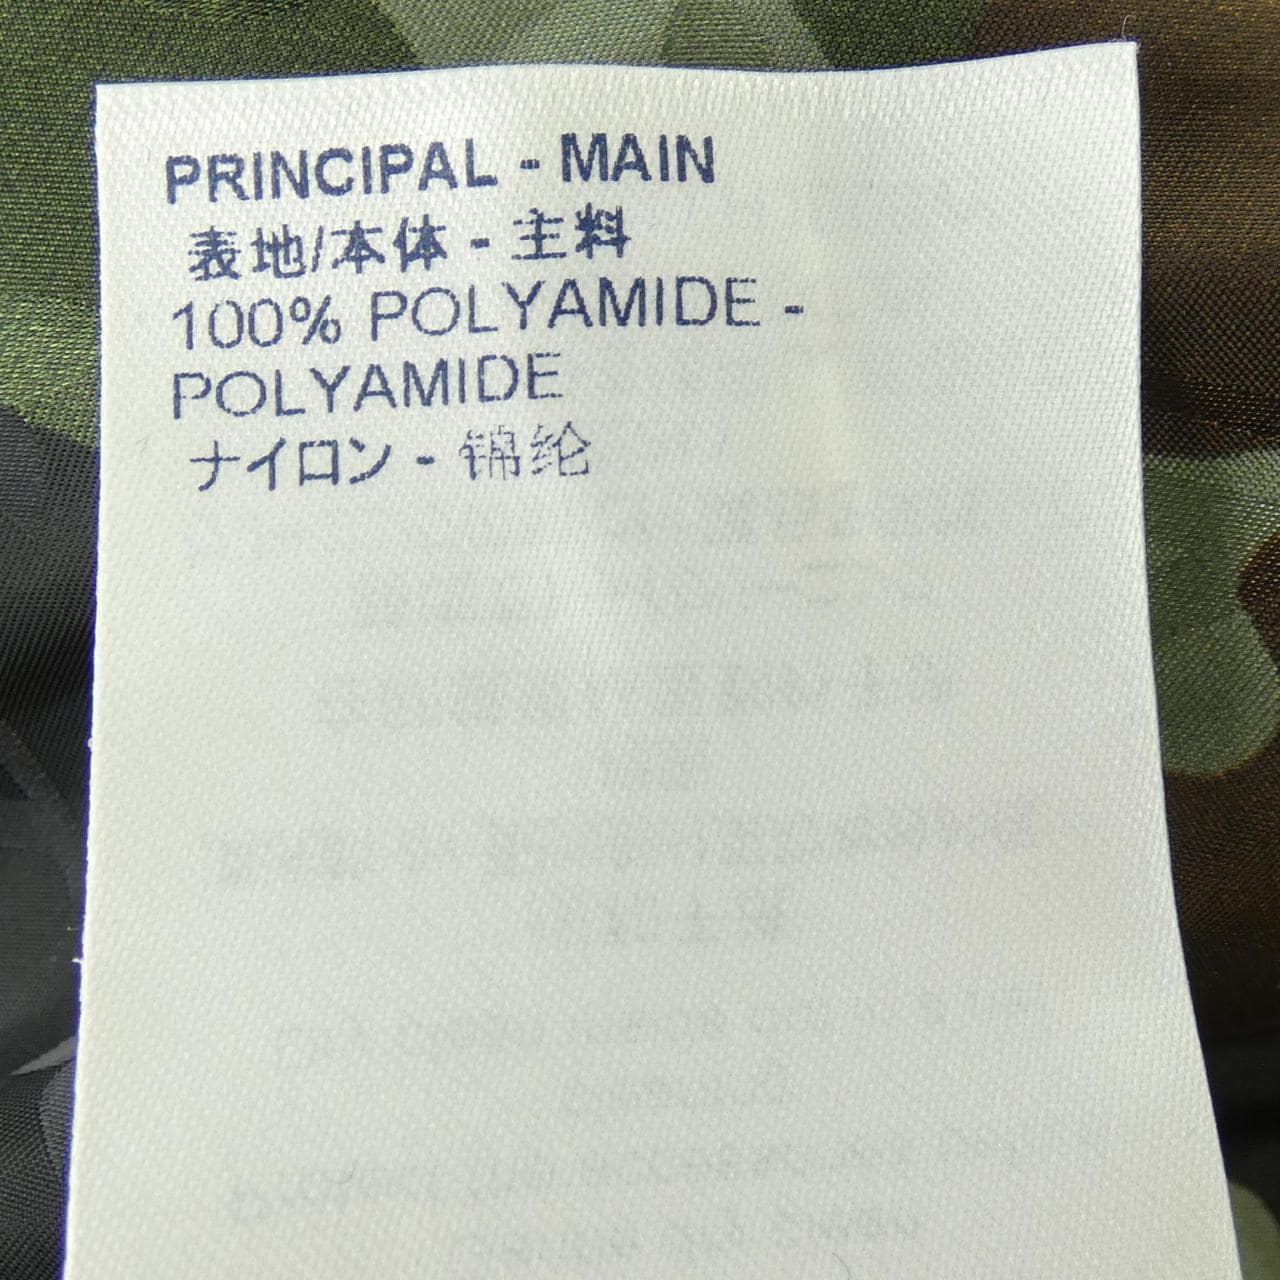 PRINCIPAL - MAIN
表地/本体 - 主料
100% POLYAMIDE -
POLYAMIDE
ナイロン - 锦纶